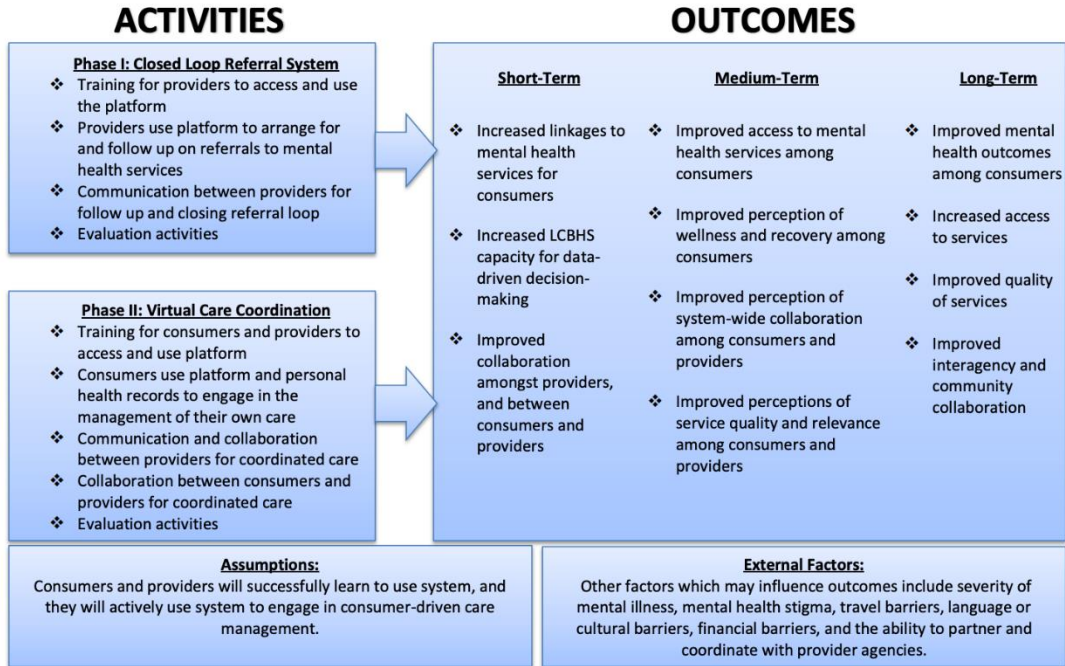 ACTIVITIES
Phase I: Closed Loop Referral System
❖ Training for providers to access and use
the platform
❖ Providers use platform to arrange for
and follow up on referrals to mental
health services
❖ Communication between providers for
follow up and closing referral loop
❖ Evaluation activities
Phase II: Virtual Care Coordination
❖ Training for consumers and providers to
access and use platform
❖ Consumers use platform and personal
health records to engage in the
management of their own care
❖ Communication and collaboration
between providers for coordinated care
❖ Collaboration between consumers and
providers for coordinated care
❖ Evaluation activities
OUTCOMES
Short-Term
❖ Increased linkages to
mental health
services for
consumers
❖ Increased LCBHS
capacity for data-
driven decision-
making
❖ Improved
collaboration
amongst providers,
and between
consumers and
providers
Medium-Term
❖ Improved access to mental
health services among
consumers
❖ Improved perception of
wellness and recovery among
consumers
❖ Improved perception of
system-wide collaboration
among consumers and
providers
❖ Improved perceptions of
service quality and relevance
among consumers and
providers
Long-Term
❖ Improved mental
health outcomes
among consumers
❖ Increased access
to services
❖ Improved quality
of services
❖ Improved
interagency and
community
collaboration
Assumptions:
Consumers and providers will successfully learn to use system, and
they will actively use system to engage in consumer-driven care
management.
External Factors:
Other factors which may influence outcomes include severity of
mental illness, mental health stigma, travel barriers, language or
cultural barriers, financial barriers, and the ability to partner and
coordinate with provider agencies.